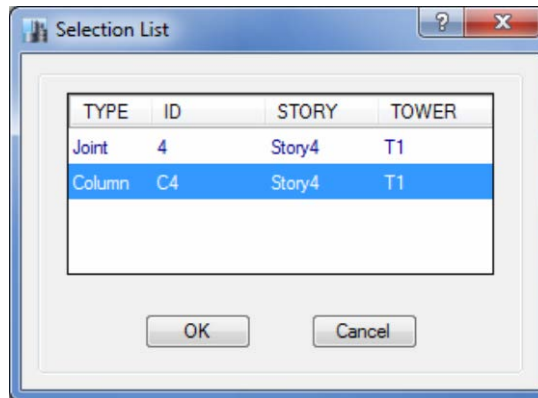 Selection List
TYPE ID STORY TOWER
Joint 4 Story4 T1
Column C4 Story4 T1
OK Cancel